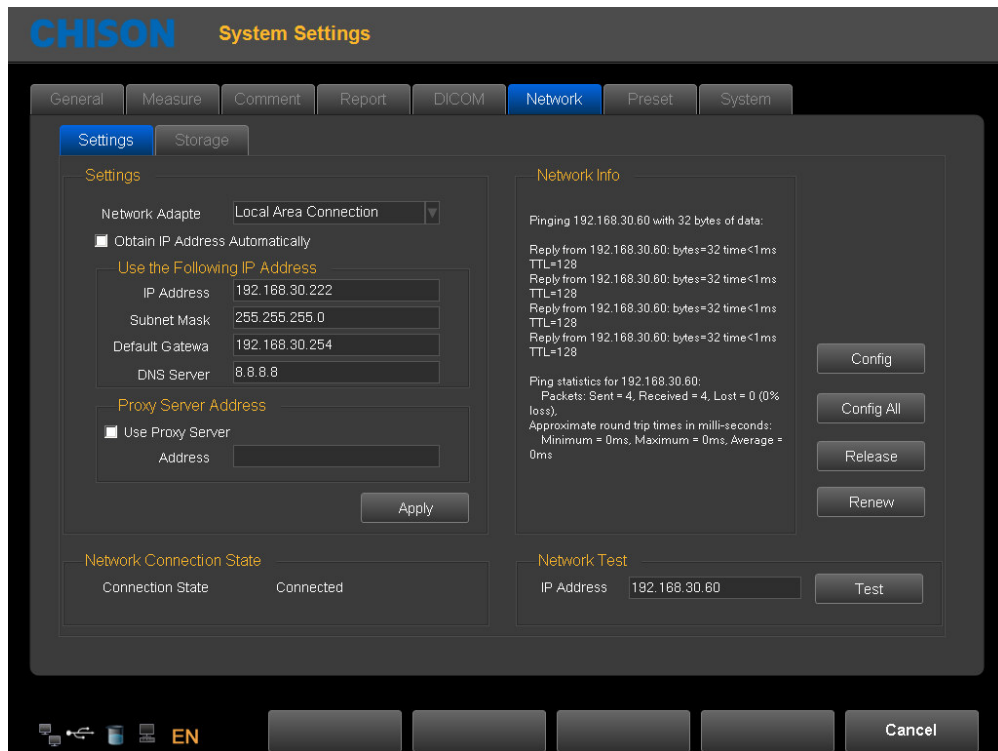 CHISON
System Settings
General
Measure
Comment
Report
DICOM
Network
Preset
System
Settings
Storage
Settings
Network Adapte
Local Area Connection
Obtain IP Address Automatically
Use the Following IP Address
IP Address
192.168.30.222
Subnet Mask
255.255.255.0
Default Gatewa
192.168.30.254
DNS Server
8.8.8.8
Proxy Server Address
Use Proxy Server
Address
Apply
Network Info
Pinging 192.168.30.60 with 32 bytes of data:
Reply from 192.168.30.60: bytes=32 time<1ms
TTL=128
Reply from 192.168.30.60: bytes=32 time<1ms
TTL=128
Reply from 192.168.30.60: bytes=32 time<1ms
TTL=128
Reply from 192.168.30.60: bytes=32 time<1ms
TTL=128
Ping statistics for 192.168.30.60:
Packets: Sent = 4, Received = 4, Lost = 0 (0%
loss),
Approximate round trip times in milli-seconds:
Minimum = 0ms, Maximum = 0ms, Average =
0ms
Config
Config All
Release
Renew
Network Connection State
Connection State
Connected
Network Test
IP Address
192.168.30.60
Test
EN
Cancel